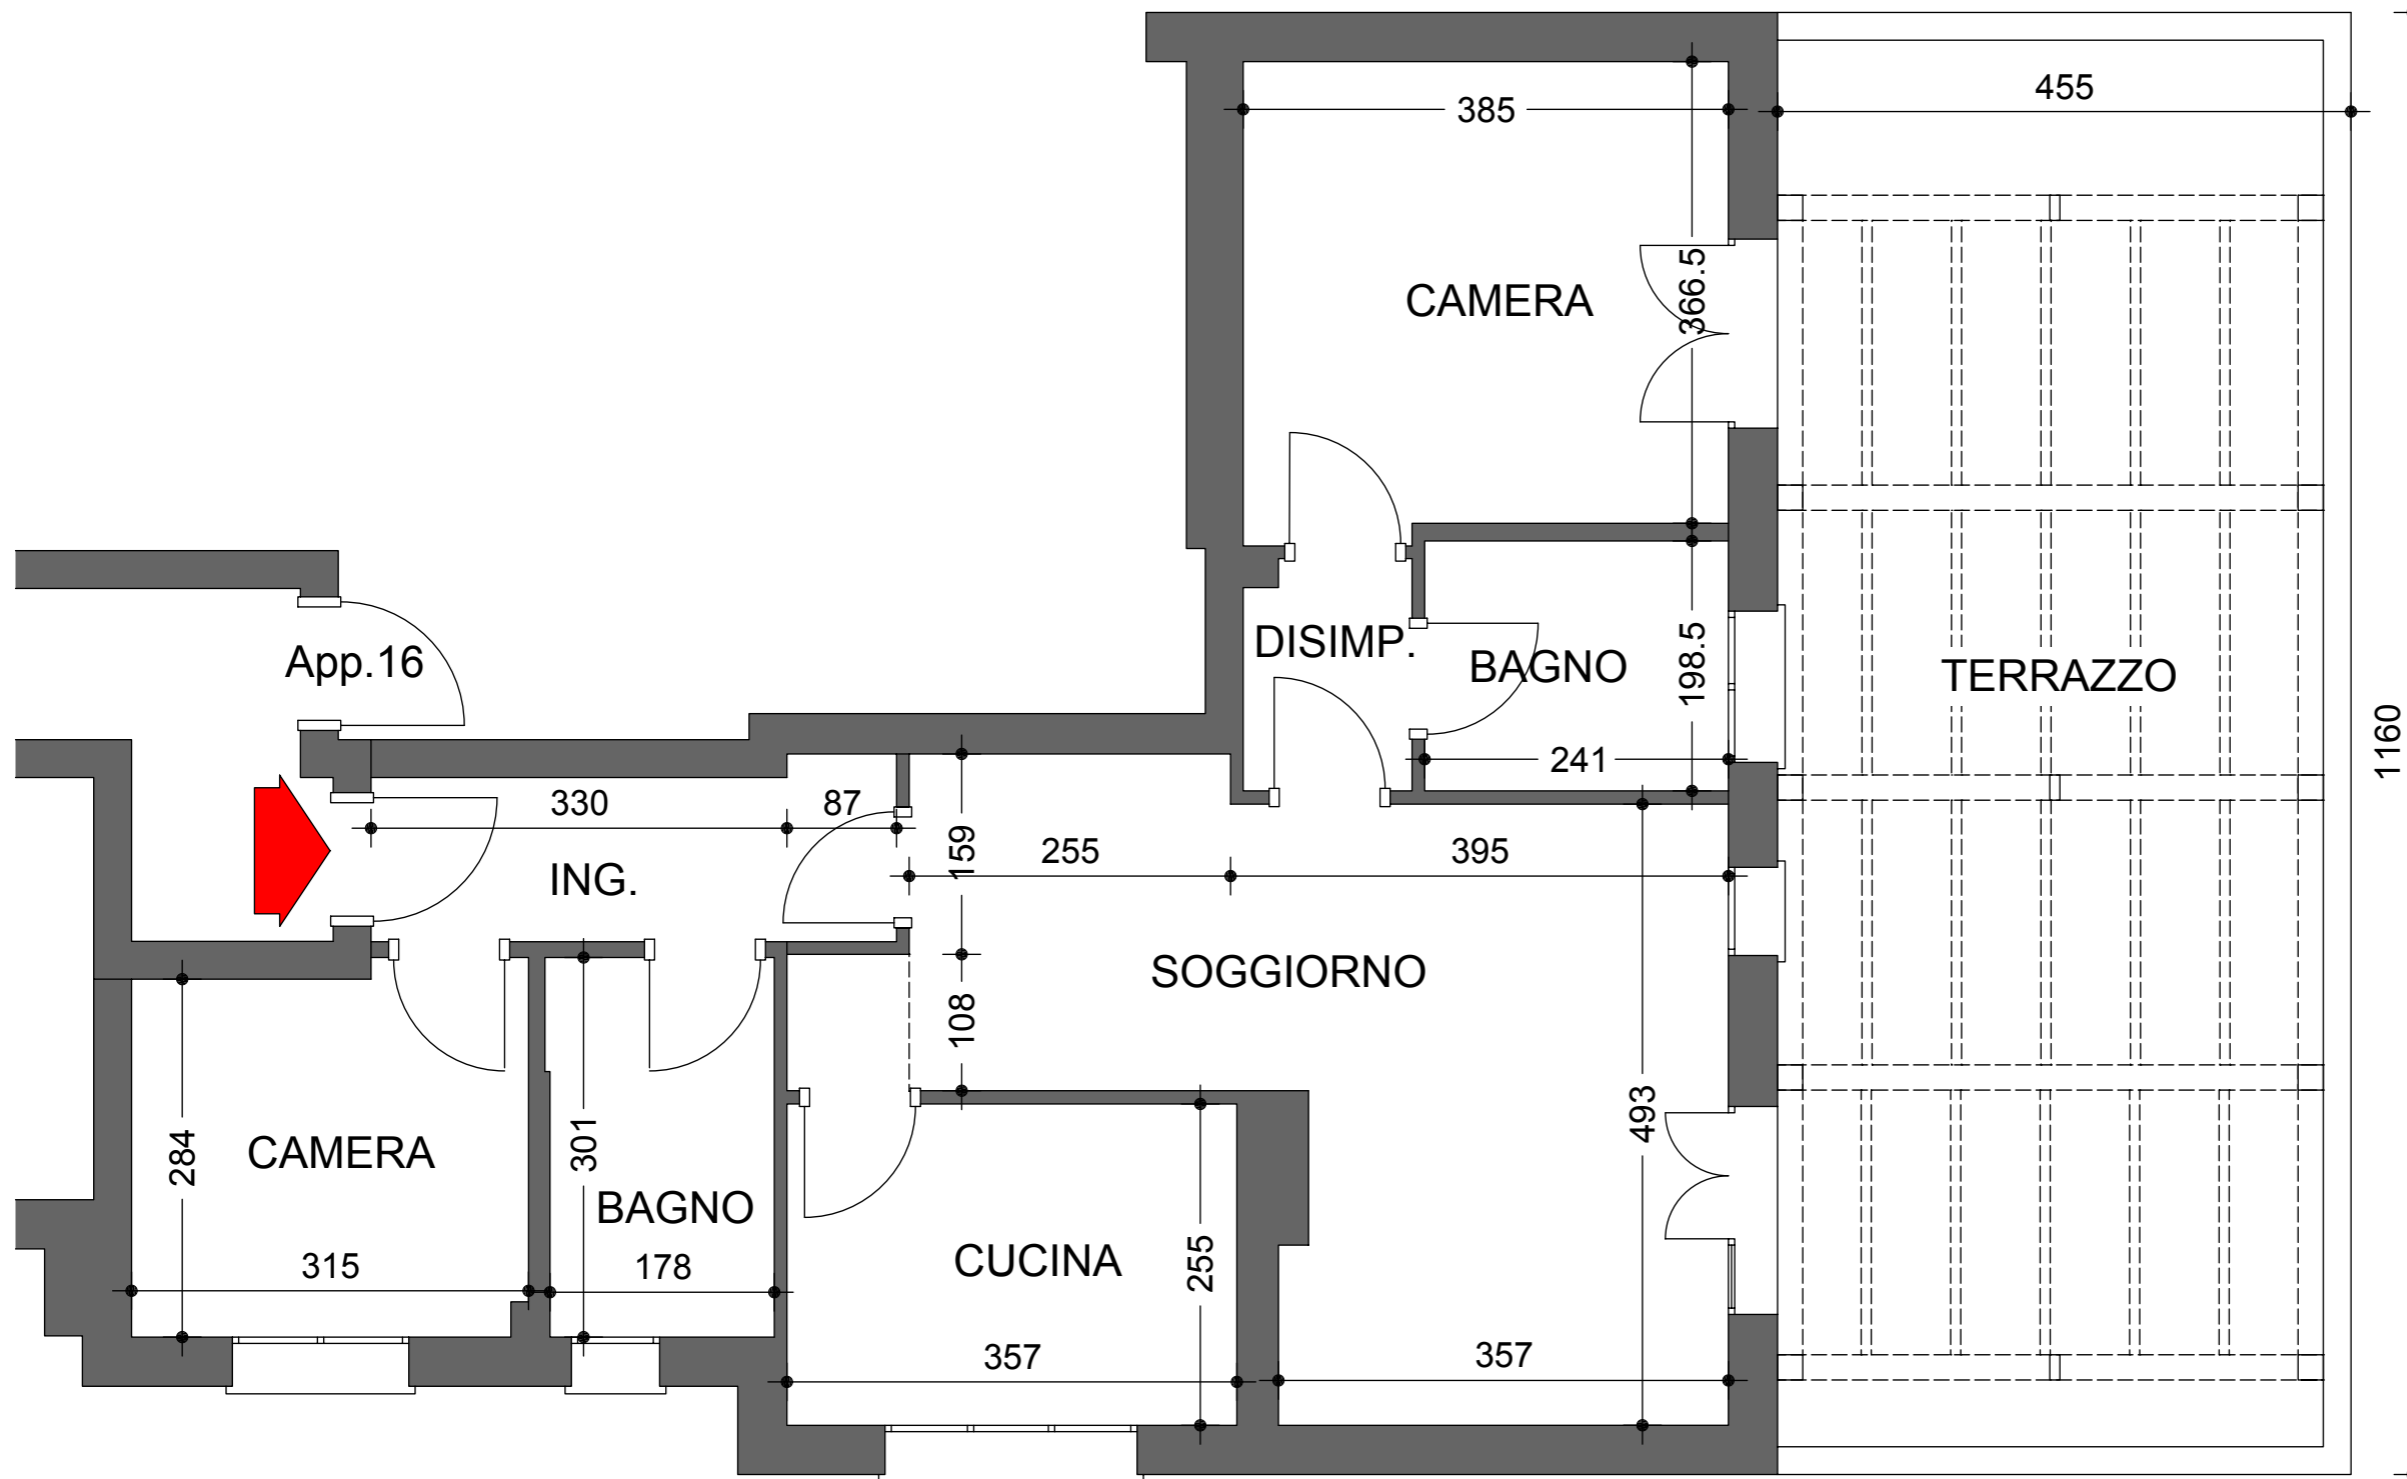 455
385
CAMERA
366.5
App.16
DISIMP.
BAGNO
198.5
TERRAZZO
1160
241
330
87
159
255
395
ING.
SOGGIORNO
108
493
284
CAMERA
301
BAGNO
315
178
CUCINA
255
357
357